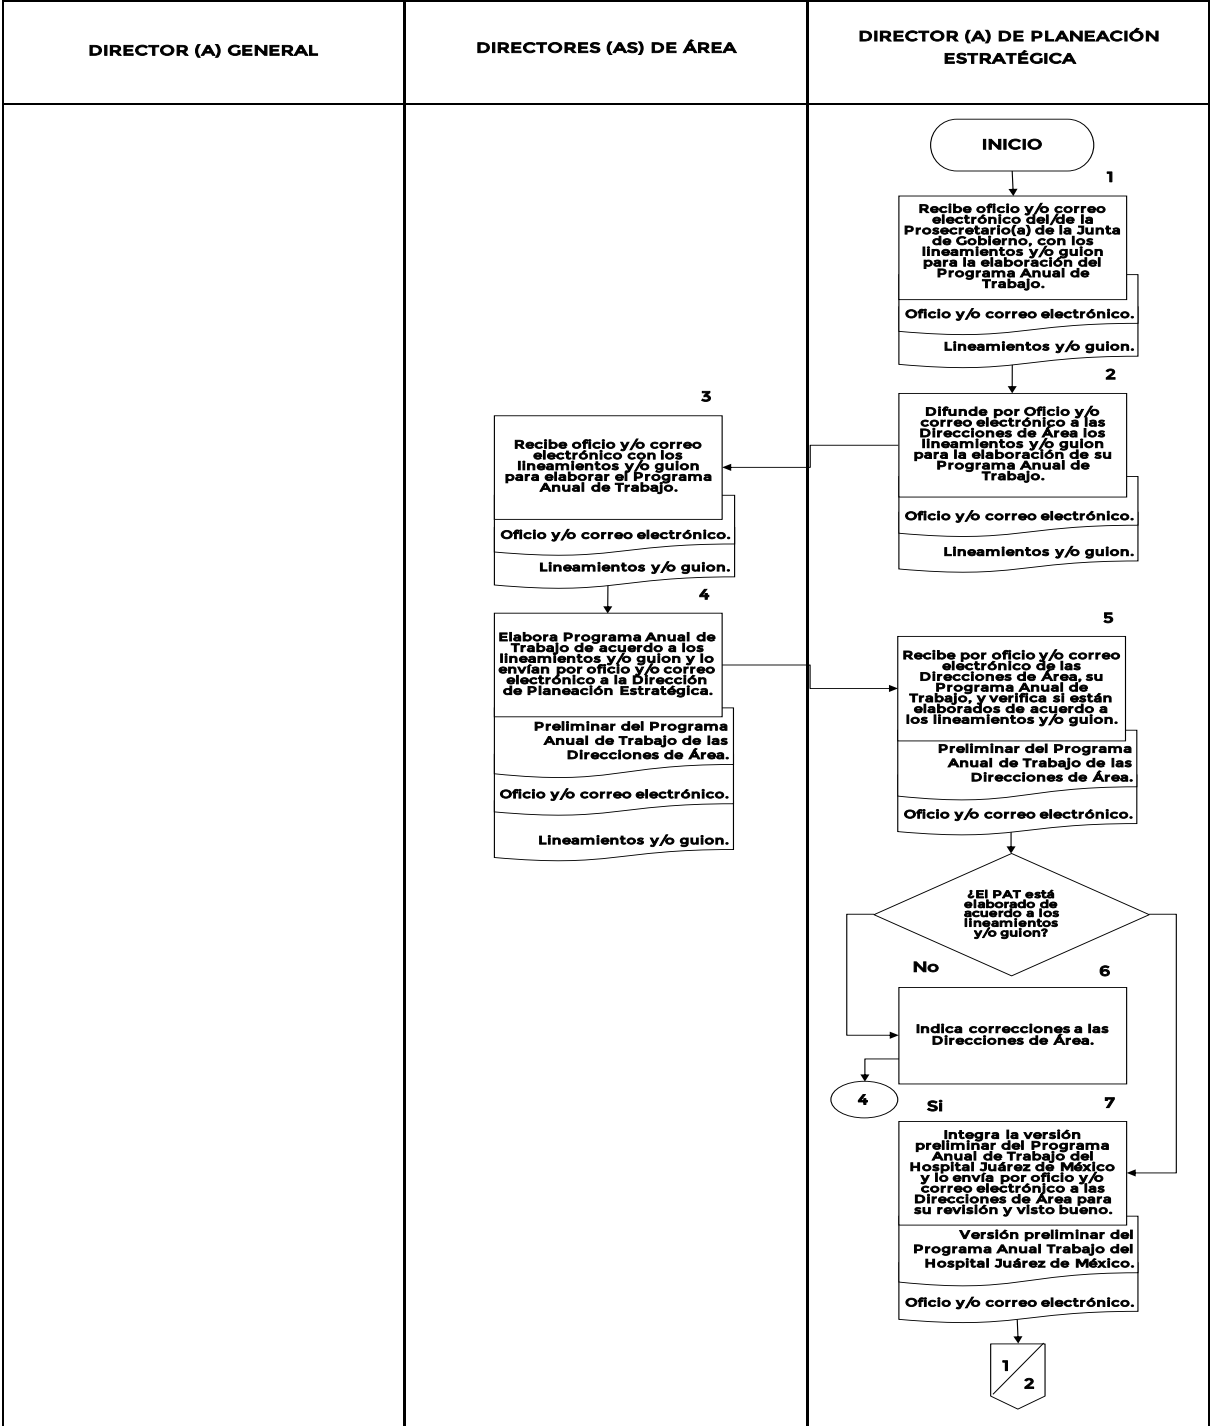 DIRECTOR (A) GENERAL
DIRECTORES (AS) DE ÁREA
DIRECTOR (A) DE PLANEACIÓN
ESTRATÉGICA
INICIO
1
Recibe oficio y/o correo
electrónico del/de la
Prosecretario(a) de la Junta
de Gobierno, con los
lineamientos y/o guion
para la elaboración del
Programa Anual de
Trabajo.
Oficio y/o correo electrónico.
Lineamientos y/o guion.
2
Difunde por Oficio y/o
correo electrónico a las
Direcciones de Área los
lineamientos y/o guion
para la elaboración de su
Programa Anual de
Trabajo.
Oficio y/o correo electrónico.
Lineamientos y/o guion.
3
Recibe oficio y/o correo
electrónico con los
lineamientos y/o guion
para elaborar el Programa
Anual de Trabajo.
Oficio y/o correo electrónico.
Lineamientos y/o guion.
4
Elabora Programa Anual de
Trabajo de acuerdo a los
lineamientos y/o guion y lo
envían por oficio y/o correo
electrónico a la Dirección
de Planeación Estratégica.
Preliminar del Programa
Anual de Trabajo de las
Direcciones de Área.
Oficio y/o correo electrónico.
Lineamientos y/o guion.
5
Recibe por oficio y/o correo
electrónico de las
Direcciones de Área, su
Programa Anual de
Trabajo, y verifica si están
elaborados de acuerdo a
los lineamientos y/o guion.
Preliminar del Programa
Anual de Trabajo de las
Direcciones de Área.
Oficio y/o correo electrónico.
¿El PAT está
elaborado de
acuerdo a los
lineamientos
y/o guion?
No
6
Indica correcciones a las
Direcciones de Área.
4
Si
7
Integra la versión
preliminar del Programa
Anual de Trabajo del
Hospital Juárez de México
y lo envía por oficio y/o
correo electrónico a las
Direcciones de Área para
su revisión y visto bueno.
Versión preliminar del
Programa Anual Trabajo del
Hospital Juárez de México.
Oficio y/o correo electrónico.
1
2